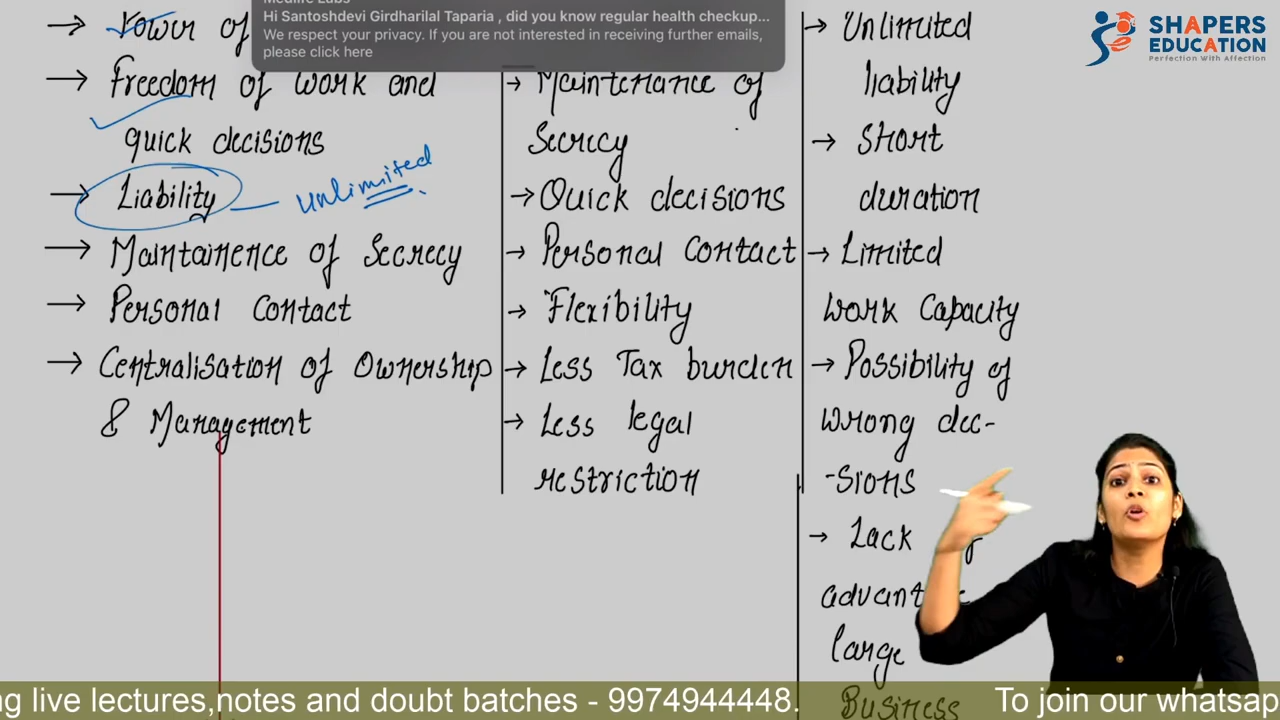 Medlife Labs
Hi Santoshdevi Girdharilal Taparia , did you know regular health checkup...
We respect your privacy. If you are not interested in receiving further emails,
please click here
SHAPERS
EDUCATION
Perfection With Affection
→ Power of
→ Freedom of work and
quick decisions
→ Liability — unlimited
→ Maintainence of Secrecy
→ Personal Contact
→ Centralisation of Ownership
& Management
→ Maintenance of
Secrecy
→ Quick decisions
→ Personal Contact
→ Flexibility
→ Less Tax burden
→ Less legal
restriction
→ Unlimited
liability
→ Short
duration
→ Limited
work Capacity
→ Possibility of
wrong dec-
-sions
→ Lack
large
Business
ng live lectures,notes and doubt batches - 9974944448. To join our whatsap